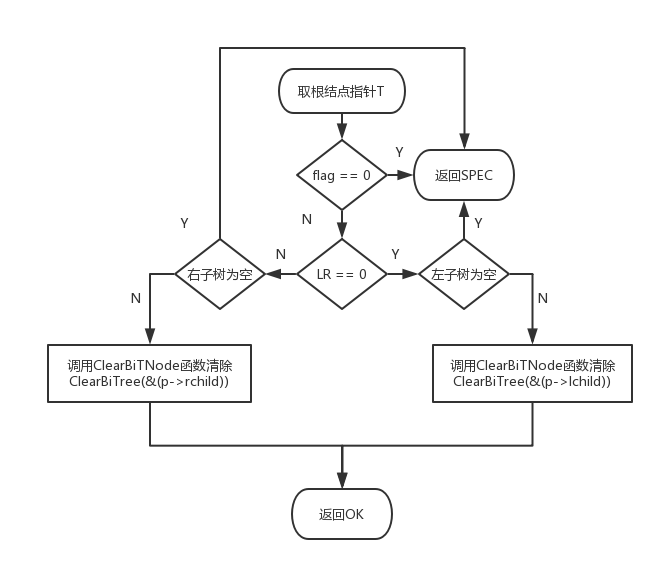 Y
取根结点指针T
Y
flag == 0
返回SPEC
N
Y
Y
N
Y
右子树为空
LR == 0
左子树为空
N
N
调用ClearBiTNode函数清除
ClearBiTree(&(p->rchild))
调用ClearBiTNode函数清除
ClearBiTree(&(p->lchild))
返回OK